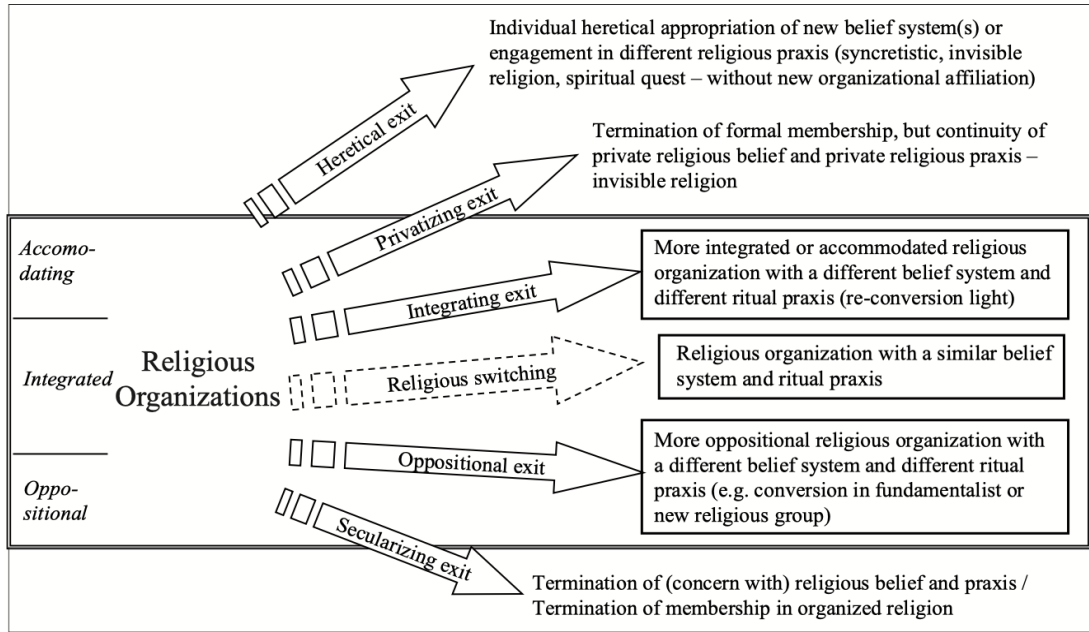 Individual heretical appropriation of new belief system(s) or
engagement in different religious praxis (syncretistic, invisible
religion, spiritual quest – without new organizational affiliation)
Heretical exit
Termination of formal membership, but continuity of
private religious belief and private religious praxis –
invisible religion
Privatizing exit
Accomo-
dating
More integrated or accommodated religious
organization with a different belief system and
different ritual praxis (re-conversion light)
Integrating exit
Integrated
Religious
Organizations
Religious switching
Religious organization with a similar belief
system and ritual praxis
Oppo-
sitional
Oppositional exit
More oppositional religious organization with
a different belief system and different ritual
praxis (e.g. conversion in fundamentalist or
new religious group)
Secularizing exit
Termination of (concern with) religious belief and praxis /
Termination of membership in organized religion